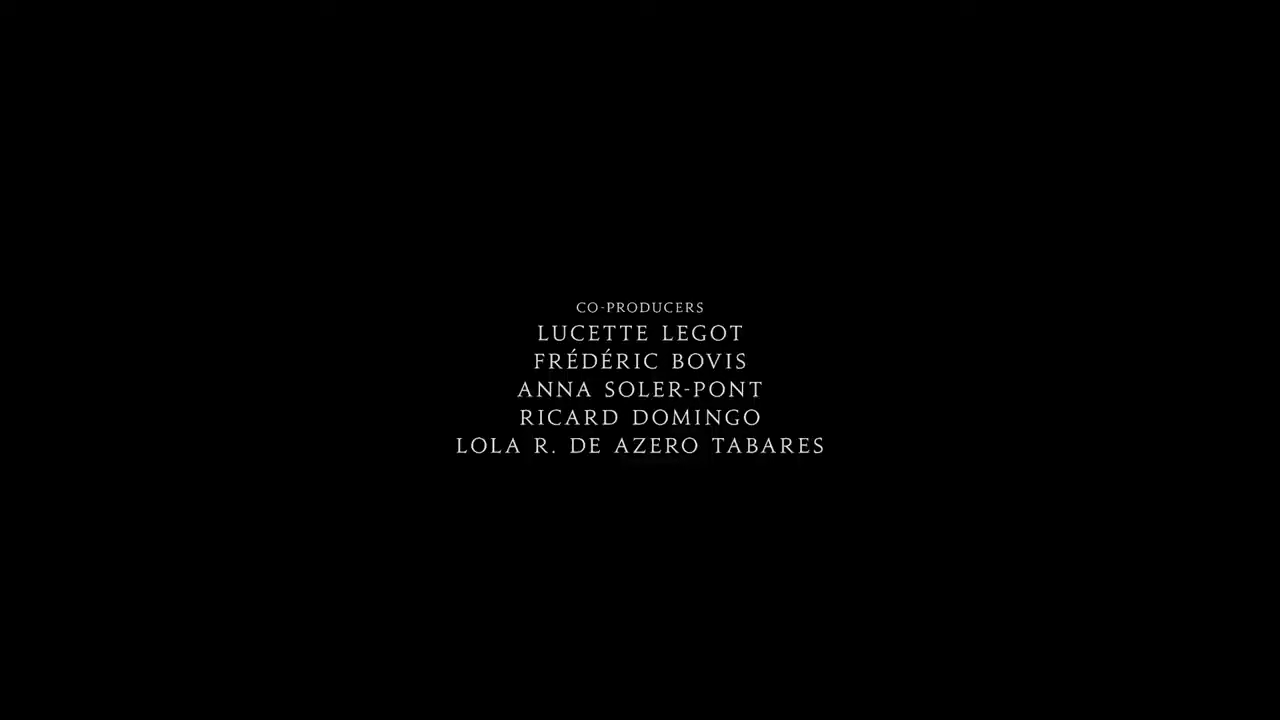 CO-PRODUCERS
LUCETTE LEGOT
FRÉDÉRIC BOVIS
ANNA SOLER-PONT
RICARD DOMINGO
LOLA R. DE AZERO TABARES